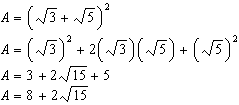 A = (√3 + √5)²
A = (√3)² + 2(√3)(√5) + (√5)²
A = 3 + 2√15 + 5
A = 8 + 2√15